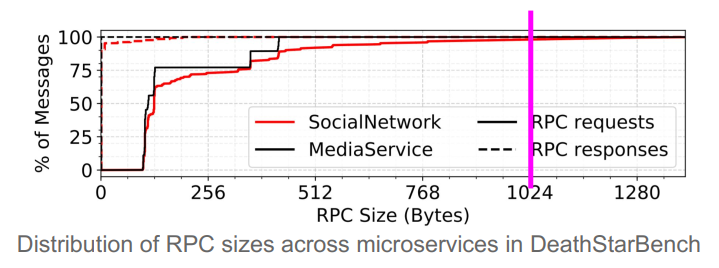 100
75
50
25
0
% of Messages
SocialNetwork
RPC requests
MediaService
RPC responses
0
256
512
768
1024
1280
RPC Size (Bytes)
Distribution of RPC sizes across microservices in DeathStarBench